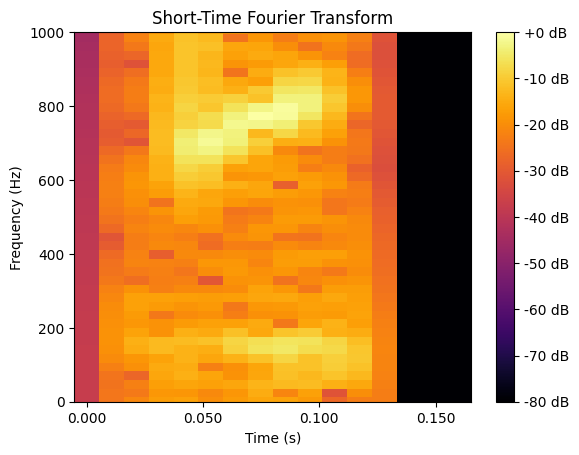 Short-Time Fourier Transform
1000
800
600
400
200
0
Frequency (Hz)
0.000
0.050
0.100
0.150
Time (s)
+0 dB
-10 dB
-20 dB
-30 dB
-40 dB
-50 dB
-60 dB
-70 dB
-80 dB